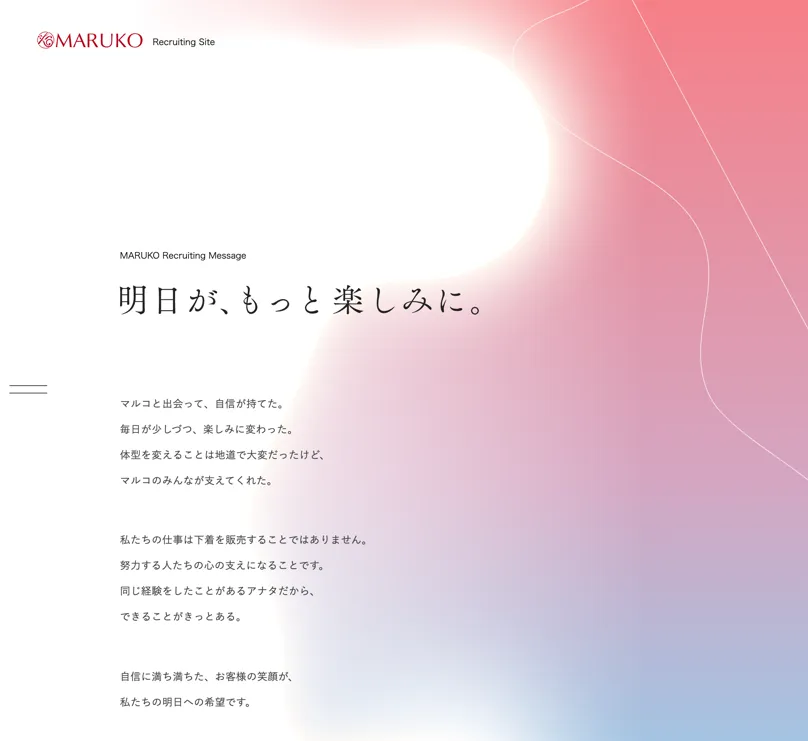 MARUKO Recruiting Site
MARUKO Recruiting Message
明日が、もっと楽しみに。
マルコと出会って、自信が持てた。
毎日が少しづつ、楽しみに変わった。
体型を変えることは地道で大変だったけど、
マルコのみんなが支えてくれた。
私たちの仕事は下着を販売することではありません。
努力する人たちの心の支えになることです。
同じ経験をしたことがあるアナタだから、
できることがきっとある。
自信に満ち満ちた、お客様の笑顔が、
私たちの明日への希望です。